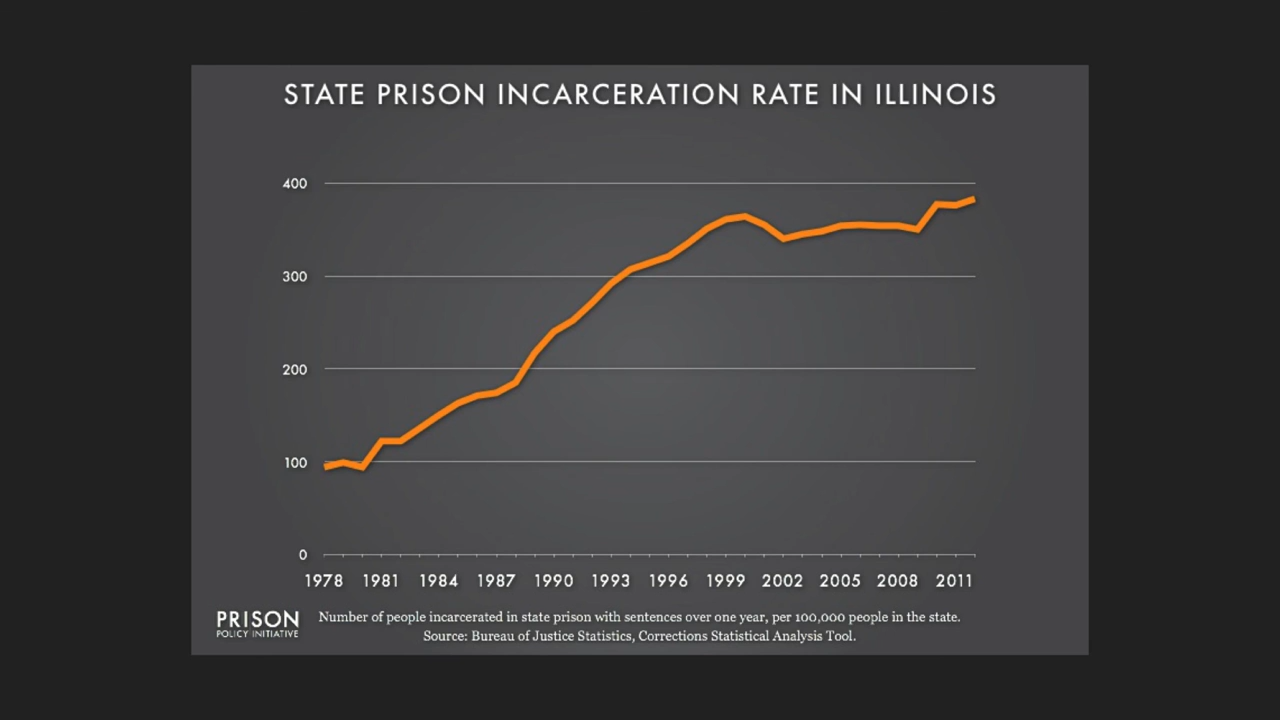 STATE PRISON INCARCERATION RATE IN ILLINOIS
400
300
200
100
0
1978 1981 1984 1987 1990 1993 1996 1999 2002 2005 2008 2011
PRISON
POLICY INITIATIVE
Number of people incarcerated in state prison with sentences over one year, per 100,000 people in the state.
Source: Bureau of Justice Statistics, Corrections Statistical Analysis Tool.